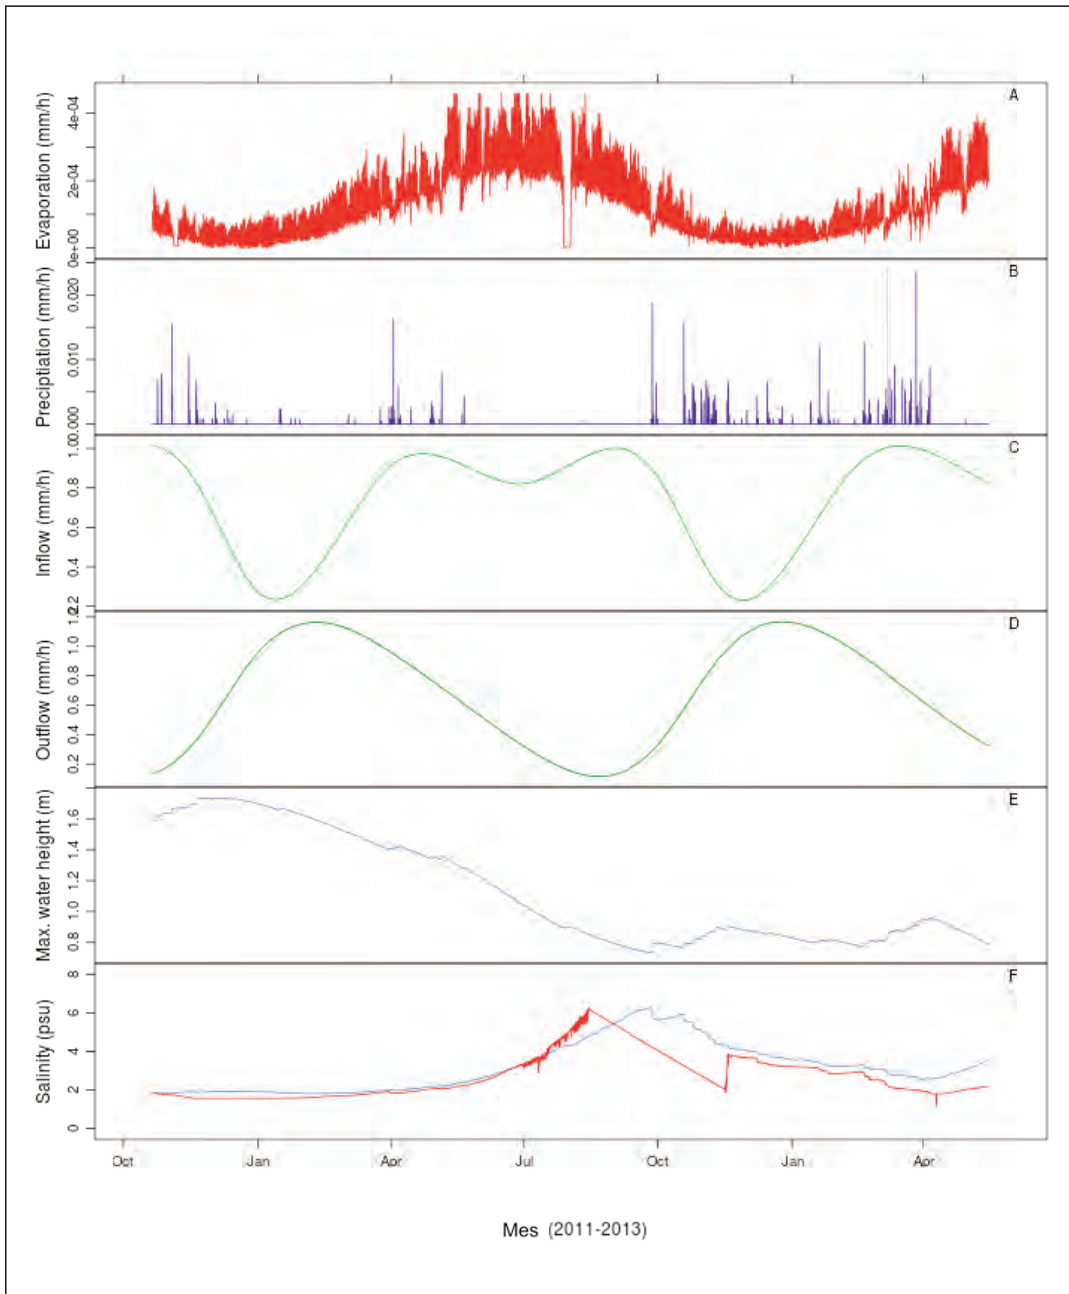 A
Evaporation (mm/h)
0e+00 2e-04 4e-04
B
Preciptiation (mm/h)
0.000 0.010 0.020
C
Inflow (mm/h)
0.2 0.4 0.6 0.8 1.00
D
Outflow (mm/h)
0.2 0.4 0.6 0.8 1.0 1.2
E
Max. water height (m)
0.8 1.0 1.2 1.4 1.6
F
Salinity (psu)
0 2 4 6 8
Oct Jan Apr Jul Oct Jan Apr
Mes (2011-2013)